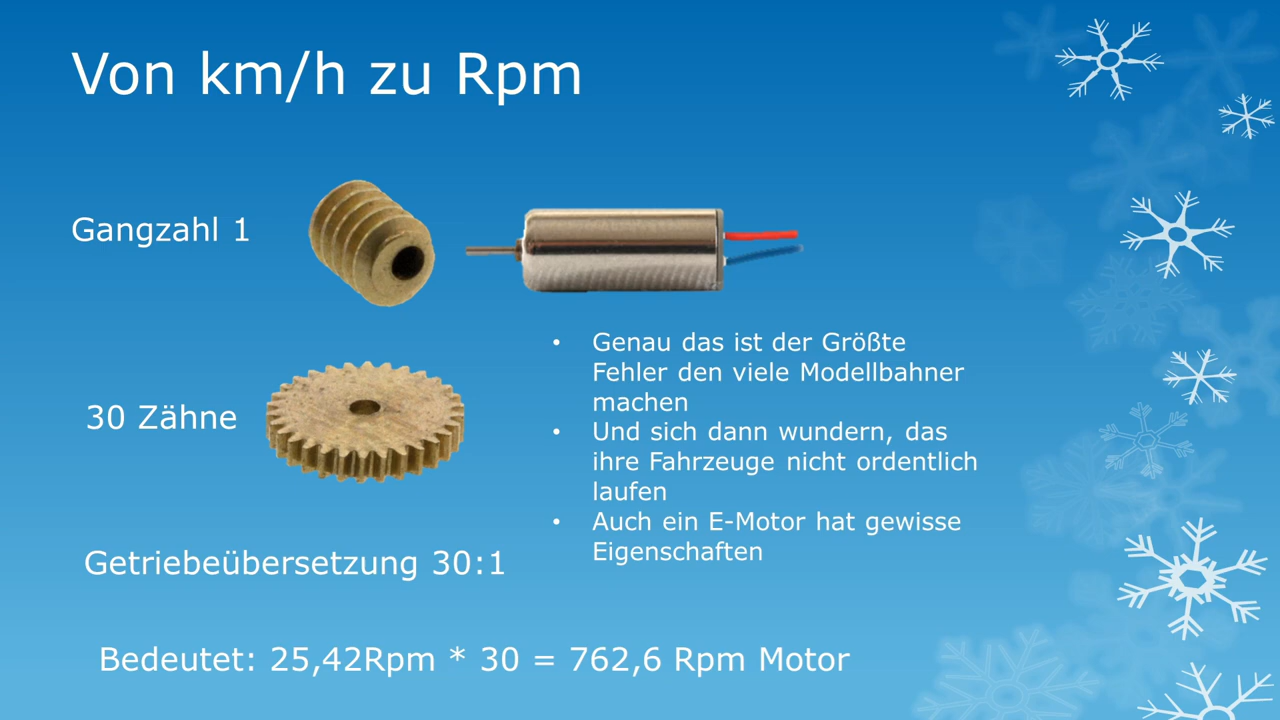 Von km/h zu Rpm
Gangzahl 1
30 Zähne
Getriebeübersetzung 30:1
• Genau das ist der Größte
Fehler den viele Modellbahner
machen
• Und sich dann wundern, das
ihre Fahrzeuge nicht ordentlich
laufen
• Auch ein E-Motor hat gewisse
Eigenschaften
Bedeutet: 25,42Rpm * 30 = 762,6 Rpm Motor